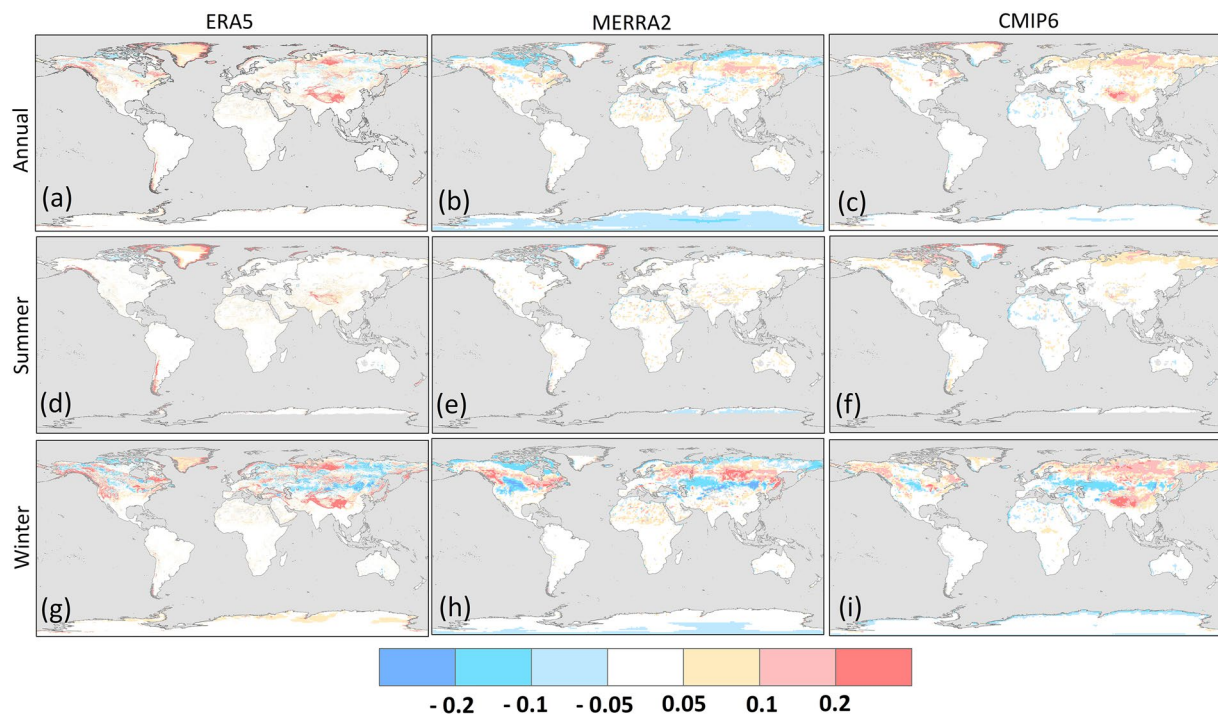 ERA5 MERRA2 CMIP6
Annual
(a) (b) (c)
Summer
(d) (e) (f)
Winter
(g) (h) (i)
- 0.2 - 0.1 - 0.05 0.05 0.1 0.2